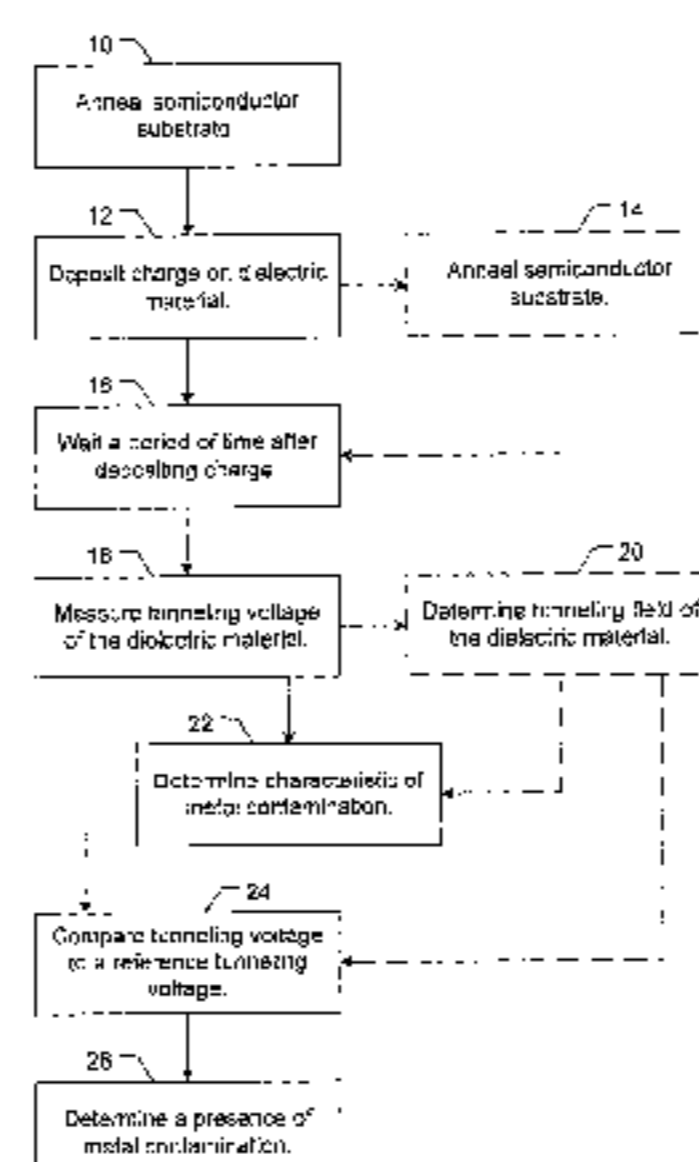 10
Anneal semiconductor
substrate
12
14
Deposit charge on dielectric
material.
Anneal semiconductor
substrate.
16
Wait a period of time after
depositing charge
18
20
Measure tunneling voltage
of the dielectric material.
Determine tunneling field of
the dielectric material.
22
Determine characteristic of
metal contamination.
24
Compare tunneling voltage
to a reference tunneling
voltage.
26
Determine a presence of
metal contamination.